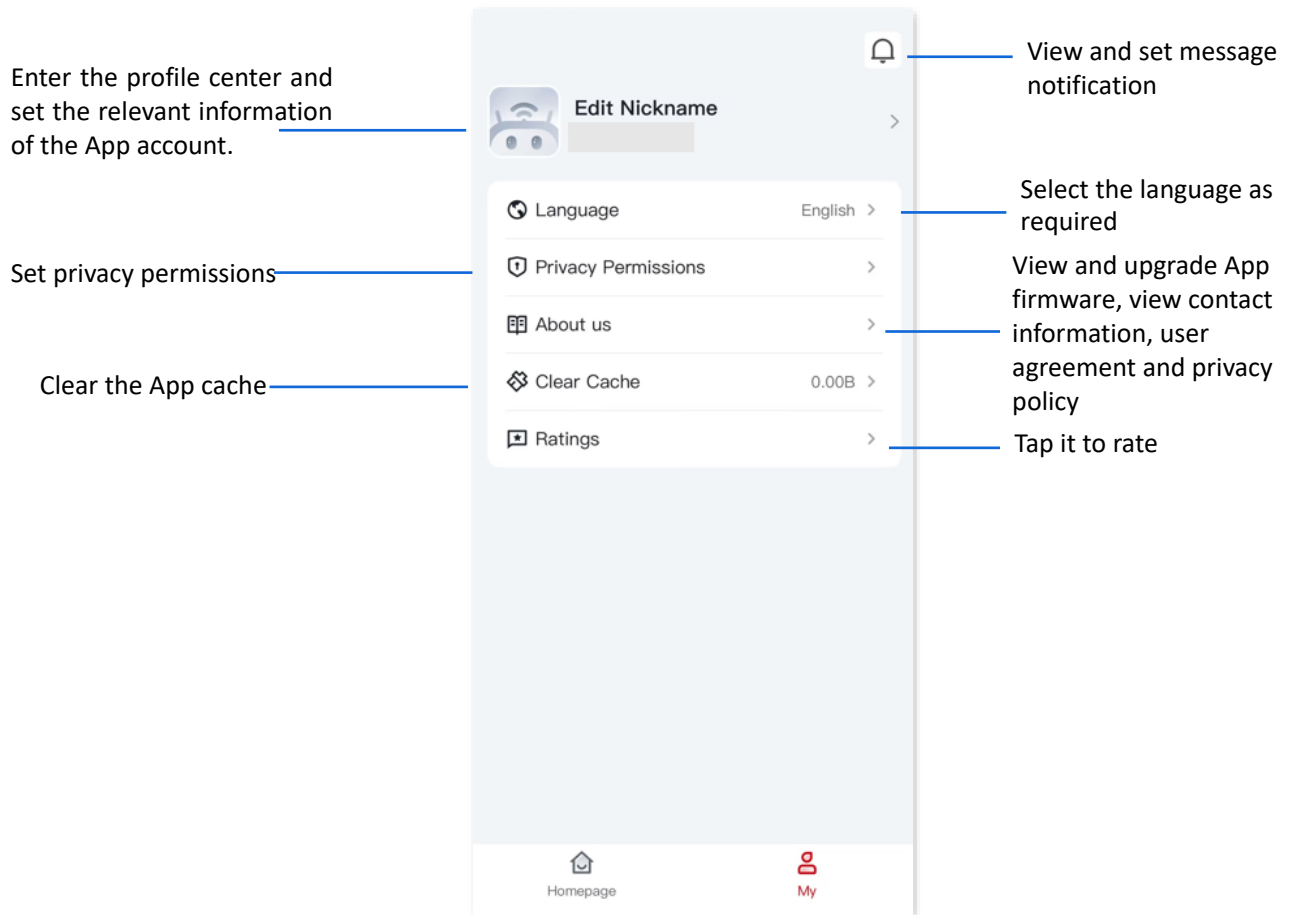 Enter the profile center and
set the relevant information
of the App account.
Set privacy permissions
Clear the App cache
Edit Nickname
Language
English
Privacy Permissions
About us
Clear Cache
0.00B
Ratings
Homepage
My
View and set message
notification
Select the language as
required
View and upgrade App
firmware, view contact
information, user
agreement and privacy
policy
Tap it to rate